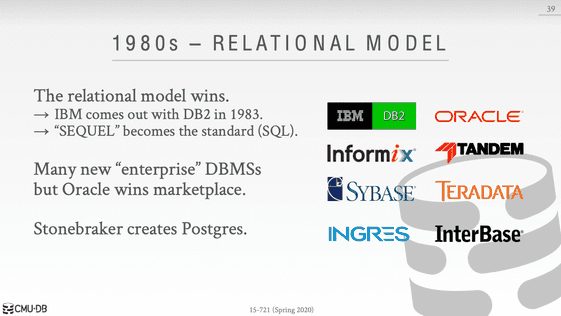 39
1980s – RELATIONAL MODEL
The relational model wins.
→ IBM comes out with DB2 in 1983.
→ “SEQUEL” becomes the standard (SQL).
Many new “enterprise” DBMSs
but Oracle wins marketplace.
Stonebraker creates Postgres.
IBM DB2 ORACLE
Informix TANDEM
SYBASE TERADATA
INGRES InterBase
CMU-DB
15-721 (Spring 2020)